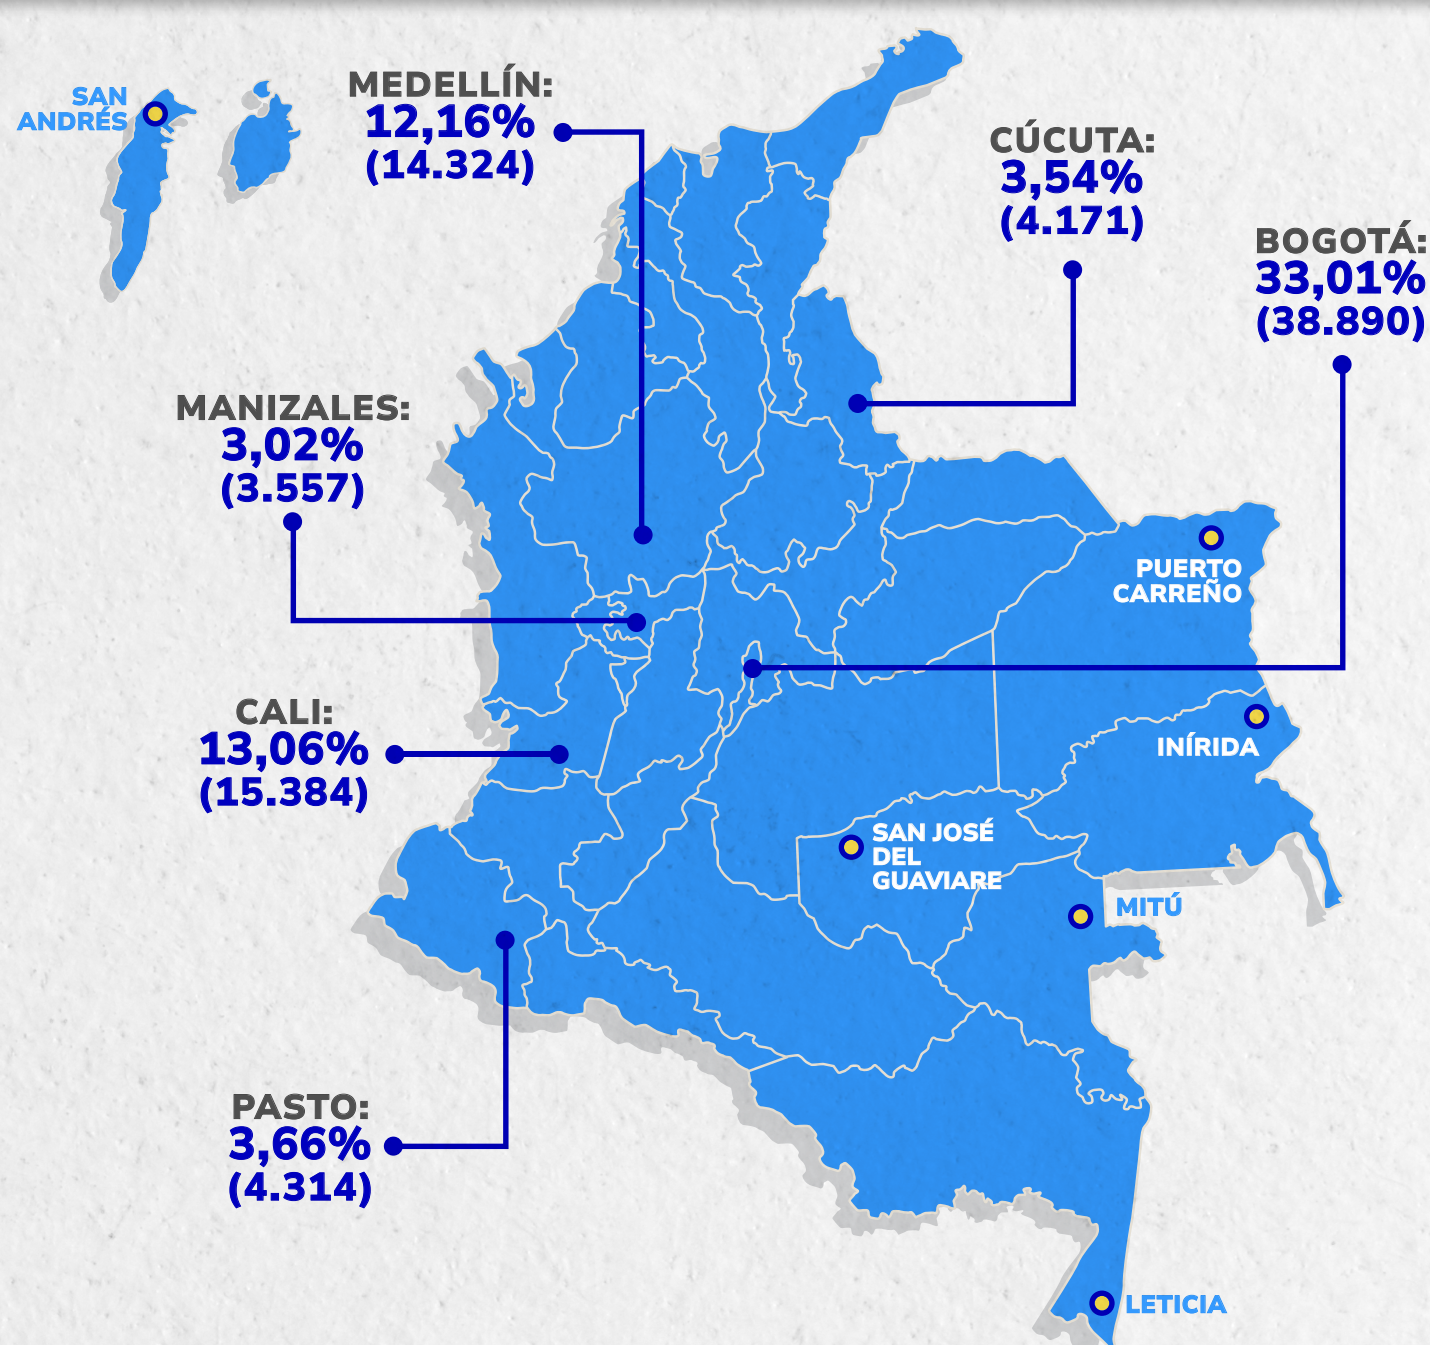 SAN
ANDRÉS
MEDELLÍN:
12,16%
(14.324)
CÚCUTA:
3,54%
(4.171)
BOGOTÁ:
33,01%
(38.890)
MANIZALES:
3,02%
(3.557)
PUERTO
CARREÑO
CALI:
13,06%
(15.384)
INÍRIDA
SAN JOSÉ
DEL
GUAVIARE
MITÚ
PASTO:
3,66%
(4.314)
LETICIA